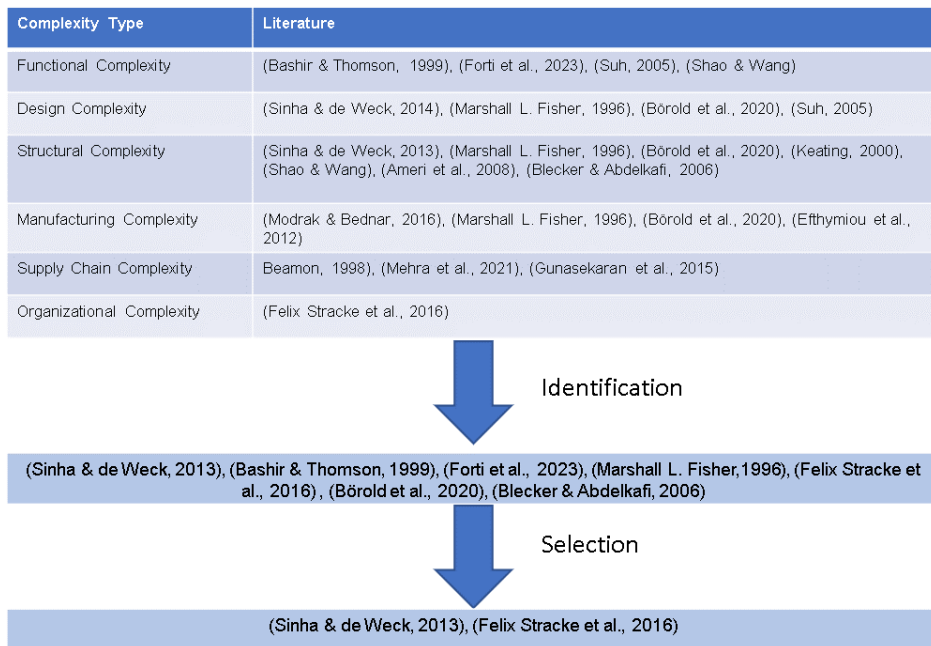 Complexity Type Literature
Functional Complexity (Bashir & Thomson, 1999), (Forti et al., 2023), (Suh, 2005), (Shao & Wang)
Design Complexity (Sinha & de Weck, 2014), (Marshall L. Fisher, 1996), (Börold et al., 2020), (Suh, 2005)
Structural Complexity (Sinha & de Weck, 2013), (Marshall L. Fisher, 1996), (Börold et al., 2020), (Keating, 2000),
(Shao & Wang), (Ameri et al., 2008), (Blecker & Abdelkafi, 2006)
Manufacturing Complexity (Modrak & Bednar, 2016), (Marshall L. Fisher, 1996), (Börold et al., 2020), (Efthymiou et al.,
2012)
Supply Chain Complexity Beamon, 1998), (Mehra et al., 2021), (Gunasekaran et al., 2015)
Organizational Complexity (Felix Stracke et al., 2016)
Identification
(Sinha & de Weck, 2013), (Bashir & Thomson, 1999), (Forti et al., 2023), (Marshall L. Fisher,1996), (Felix Stracke et
al., 2016) , (Börold et al., 2020), (Blecker & Abdelkafi, 2006)
Selection
(Sinha & de Weck, 2013), (Felix Stracke et al., 2016)